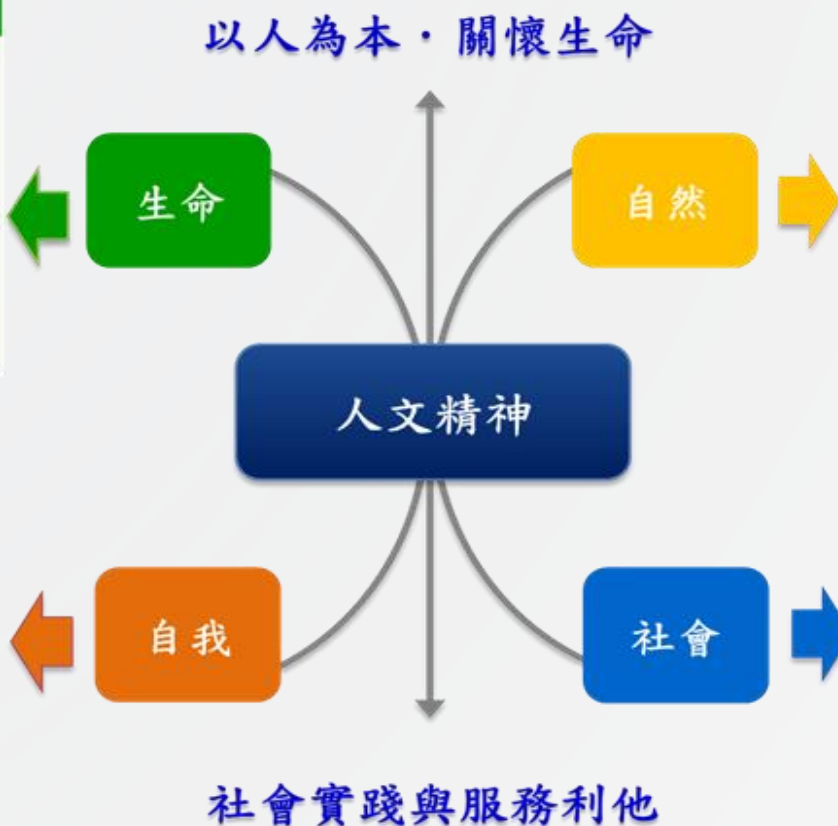 以人為本·關懷生命
生命
自然
人文精神
自我
社會
社會實踐與服務利他